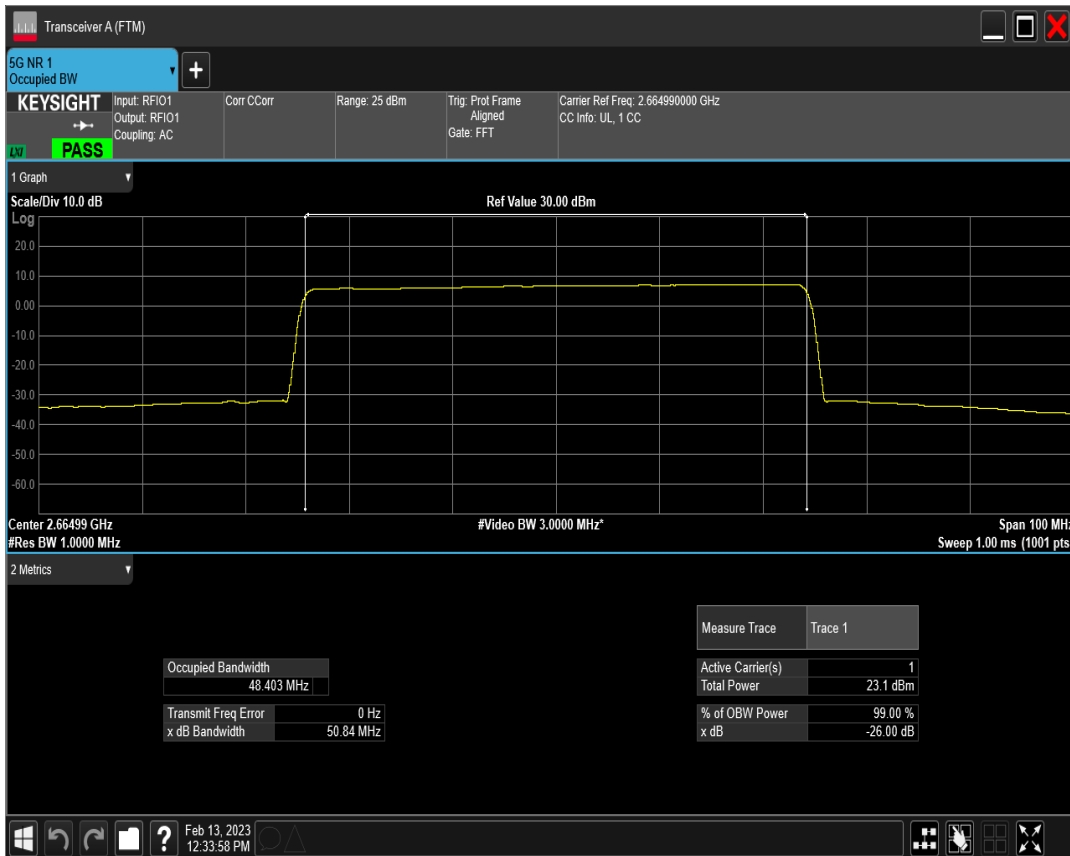 Transceiver A (FTM)
5G NR 1
Occupied BW
+
KEYSIGHT
LXI
PASS
Input: RFIO1
Output: RFIO1
Coupling: AC
Corr CCorr
Range: 25 dBm
Trig: Prot Frame
Aligned
Gate: FFT
Carrier Ref Freq: 2.664990000 GHz
CC Info: UL, 1 CC
1 Graph
Scale/Div 10.0 dB
Ref Value 30.00 dBm
Log
20.0
10.0
0.00
-10.0
-20.0
-30.0
-40.0
-50.0
-60.0
Center 2.66499 GHz
#Video BW 3.0000 MHz*
Span 100 MHz
#Res BW 1.0000 MHz
Sweep 1.00 ms (1001 pts
2 Metrics
Measure Trace Trace 1
Occupied Bandwidth
48.403 MHz
Active Carrier(s) 1
Total Power 23.1 dBm
Transmit Freq Error 0 Hz
x dB Bandwidth 50.84 MHz
% of OBW Power 99.00 %
x dB -26.00 dB
?
Feb 13, 2023
12:33:58 PM